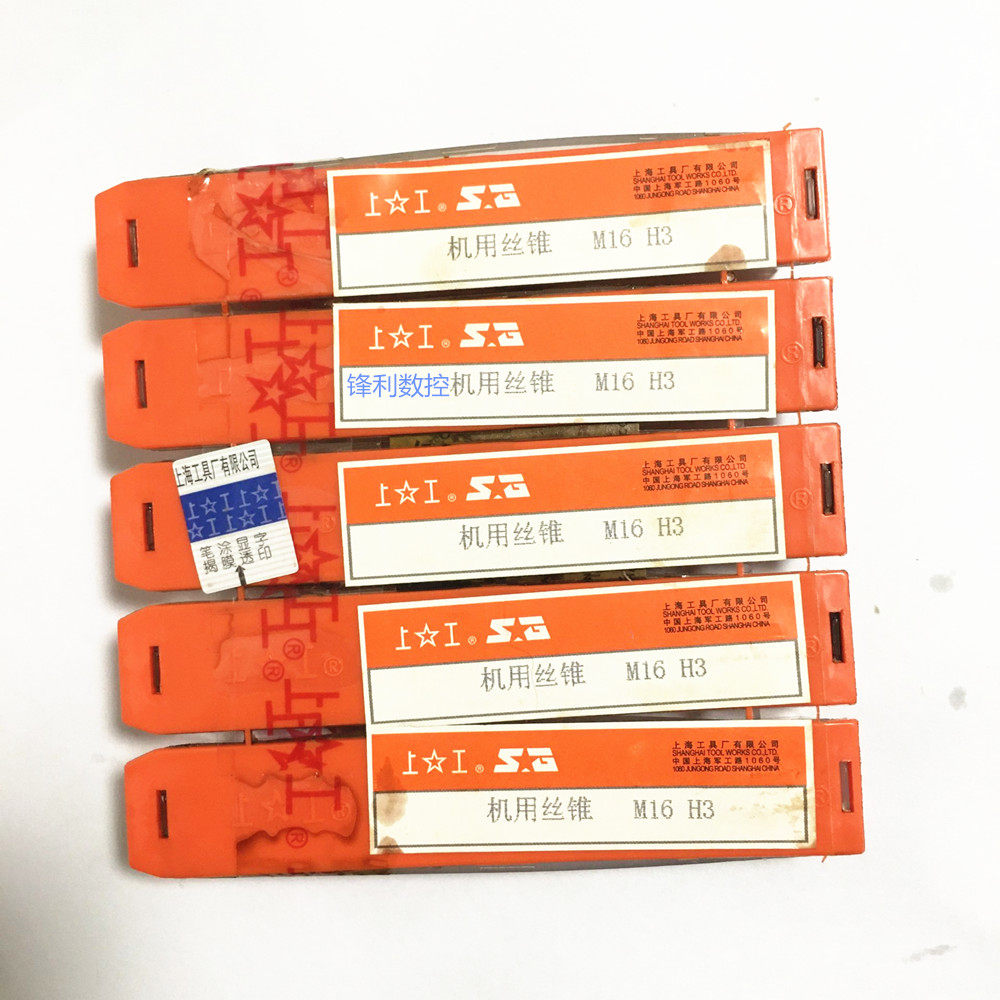 上☆工® SG
上海工具厂有限公司
SHANGHAI TOOL WORKS CO.,LTD.
中国上海军工路1060号
1060 JUNGONG ROAD SHANGHAI CHINA
机用丝锥 M16 H3
®
上☆工® SG
上海工具厂有限公司
SHANGHAI TOOL WORKS CO.,LTD.
中国上海军工路1060号
1060 JUNGONG ROAD SHANGHAI CHINA
锋利数控机用丝锥 M16 H3
®
上☆工® SG
上海工具厂有限公司
SHANGHAI TOOL WORKS CO.,LTD.
中国上海军工路1060号
1060 JUNGONG ROAD SHANGHAI CHINA
机用丝锥 M16 H3
®
上海工具厂有限公司
上☆工 上☆工
笔涂显字
揭膜透印
上☆工® SG
上海工具厂有限公司
SHANGHAI TOOL WORKS CO.,LTD.
中国上海军工路1060号
1060 JUNGONG ROAD SHANGHAI CHINA
机用丝锥 M16 H3
上☆工® SG
上海工具厂有限公司
SHANGHAI TOOL WORKS CO.,LTD.
中国上海军工路1060号
1060 JUNGONG ROAD SHANGHAI CHINA
机用丝锥 M16 H3
上☆工®